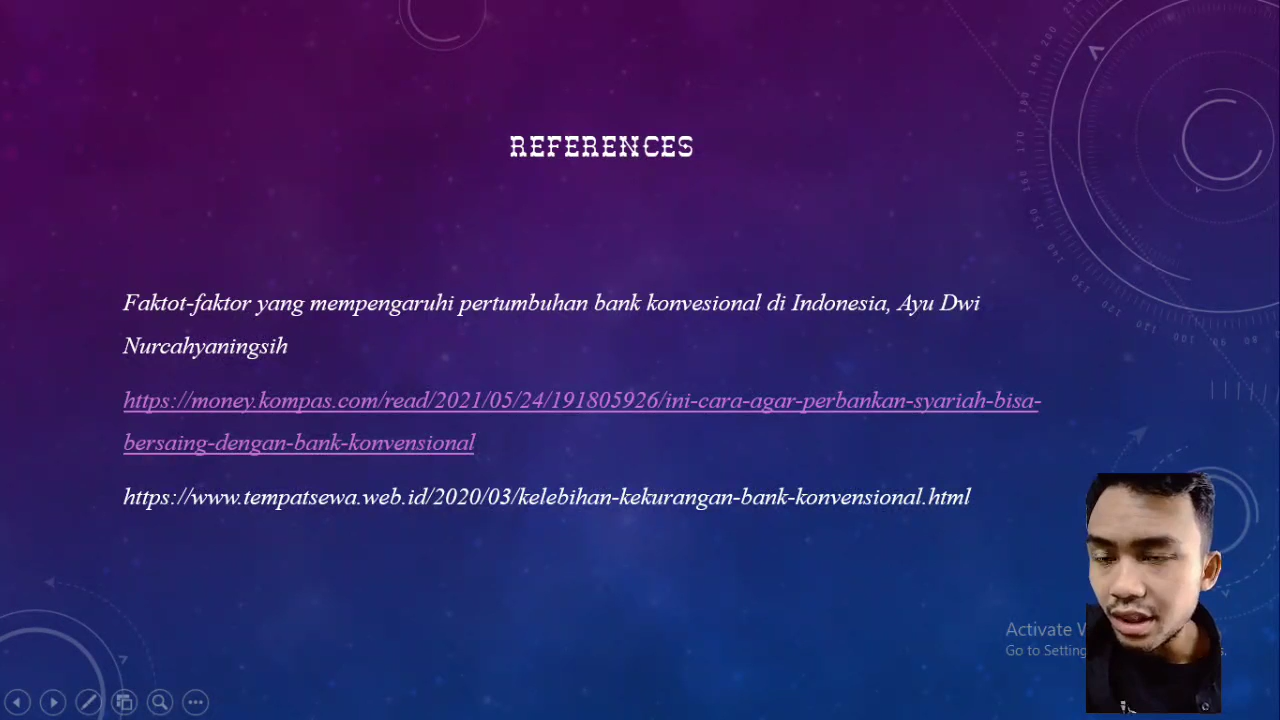 REFERENCES
Faktot-faktor yang mempengaruhi pertumbuhan bank konvesional di Indonesia, Ayu Dwi
Nurcahyaningsih
https://money.kompas.com/read/2021/05/24/191805926/ini-cara-agar-perbankan-syariah-bisa-
bersaing-dengan-bank-konvensional
https://www.tempatsewa.web.id/2020/03/kelebihan-kekurangan-bank-konvensional.html
Activate
Go to Setting